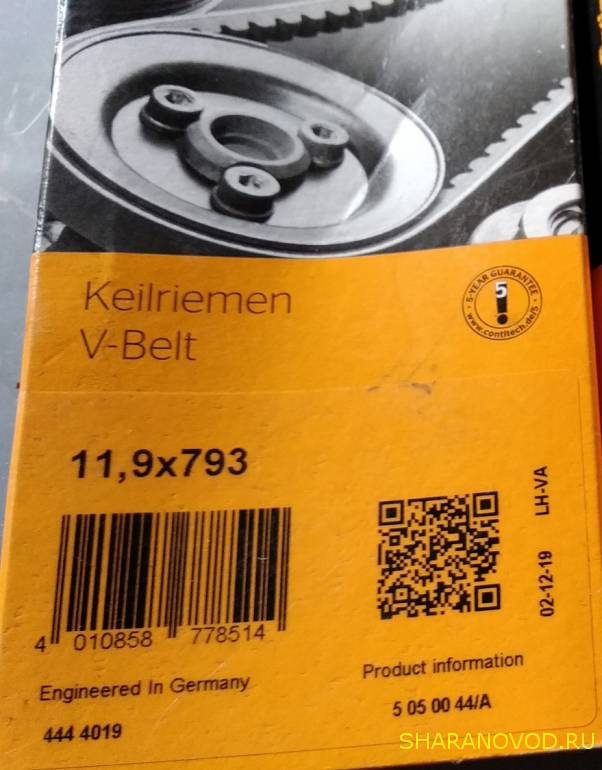 5-YEAR GUARANTEE
5
www.contitech.de/5
Keilriemen
V-Belt
11,9x793
4 010858 778514
LH-VA
02-12-19
Engineered In Germany
Product information
444 4019
5 05 00 44/A
SHARANOVOD.RU